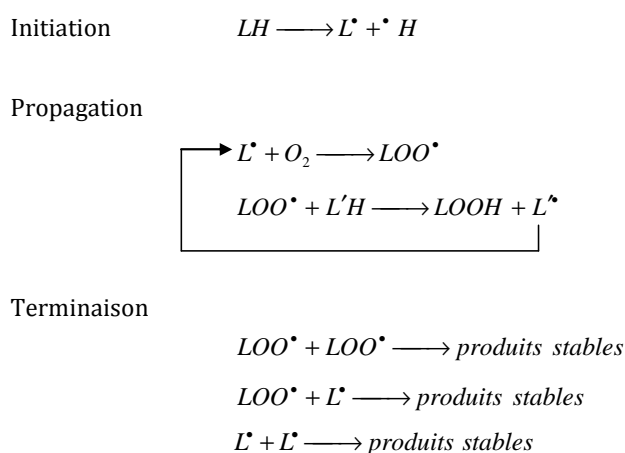 Initiation LH ⟶ L• + •H
Propagation
L• + O₂ ⟶ LOO•
LOO• + L′H ⟶ LOOH + L′•
Terminaison
LOO• + LOO• ⟶ produits stables
LOO• + L• ⟶ produits stables
L• + L• ⟶ produits stables